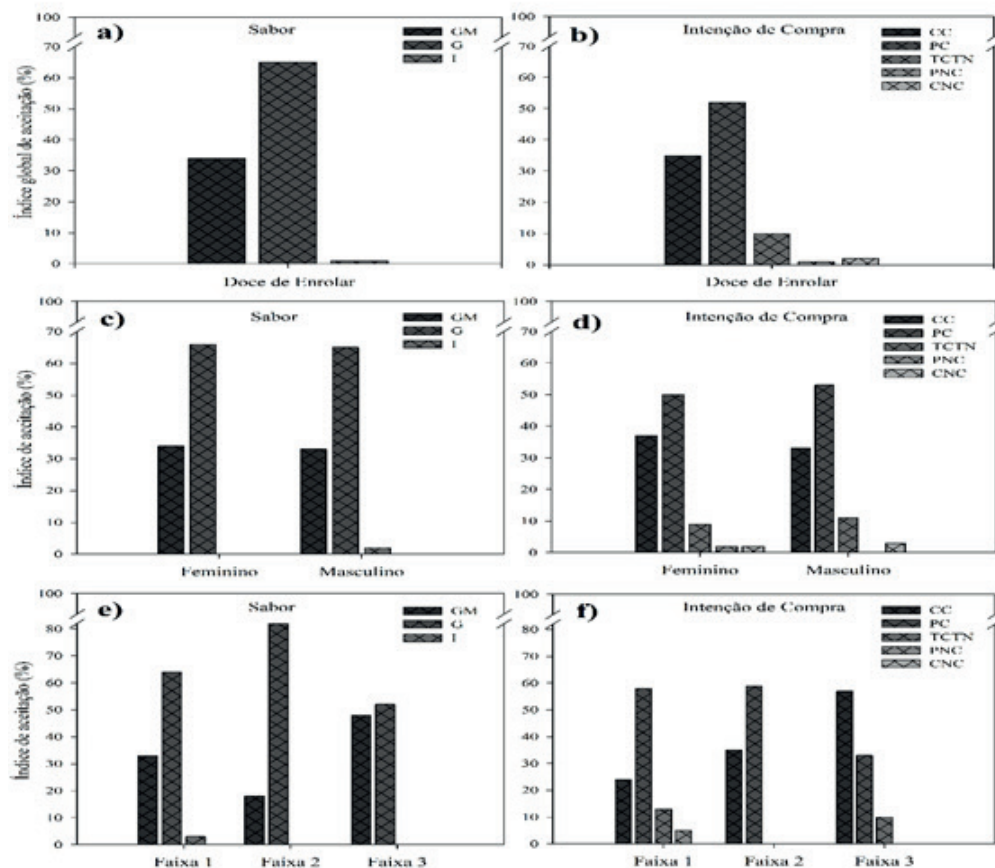 a) Sabor
GM
G
I
Índice global de aceitação (%)
100
70
60
50
40
30
20
10
0
Doce de Enrolar
b) Intenção de Compra
CC
PC
TCTN
PNC
CNC
100
70
60
50
40
30
20
10
0
Doce de Enrolar
c) Sabor
GM
G
I
Índice de aceitação (%)
100
70
60
50
40
30
20
10
0
Feminino Masculino
d) Intenção de Compra
CC
PC
TCTN
PNC
CNC
100
70
60
50
40
30
20
10
0
Feminino Masculino
e) Sabor
GM
G
I
Índice de aceitação (%)
100
80
70
60
50
40
30
20
10
0
Faixa 1 Faixa 2 Faixa 3
f) Intenção de Compra
CC
PC
TCTN
PNC
CNC
100
80
70
60
50
40
30
20
10
0
Faixa 1 Faixa 2 Faixa 3